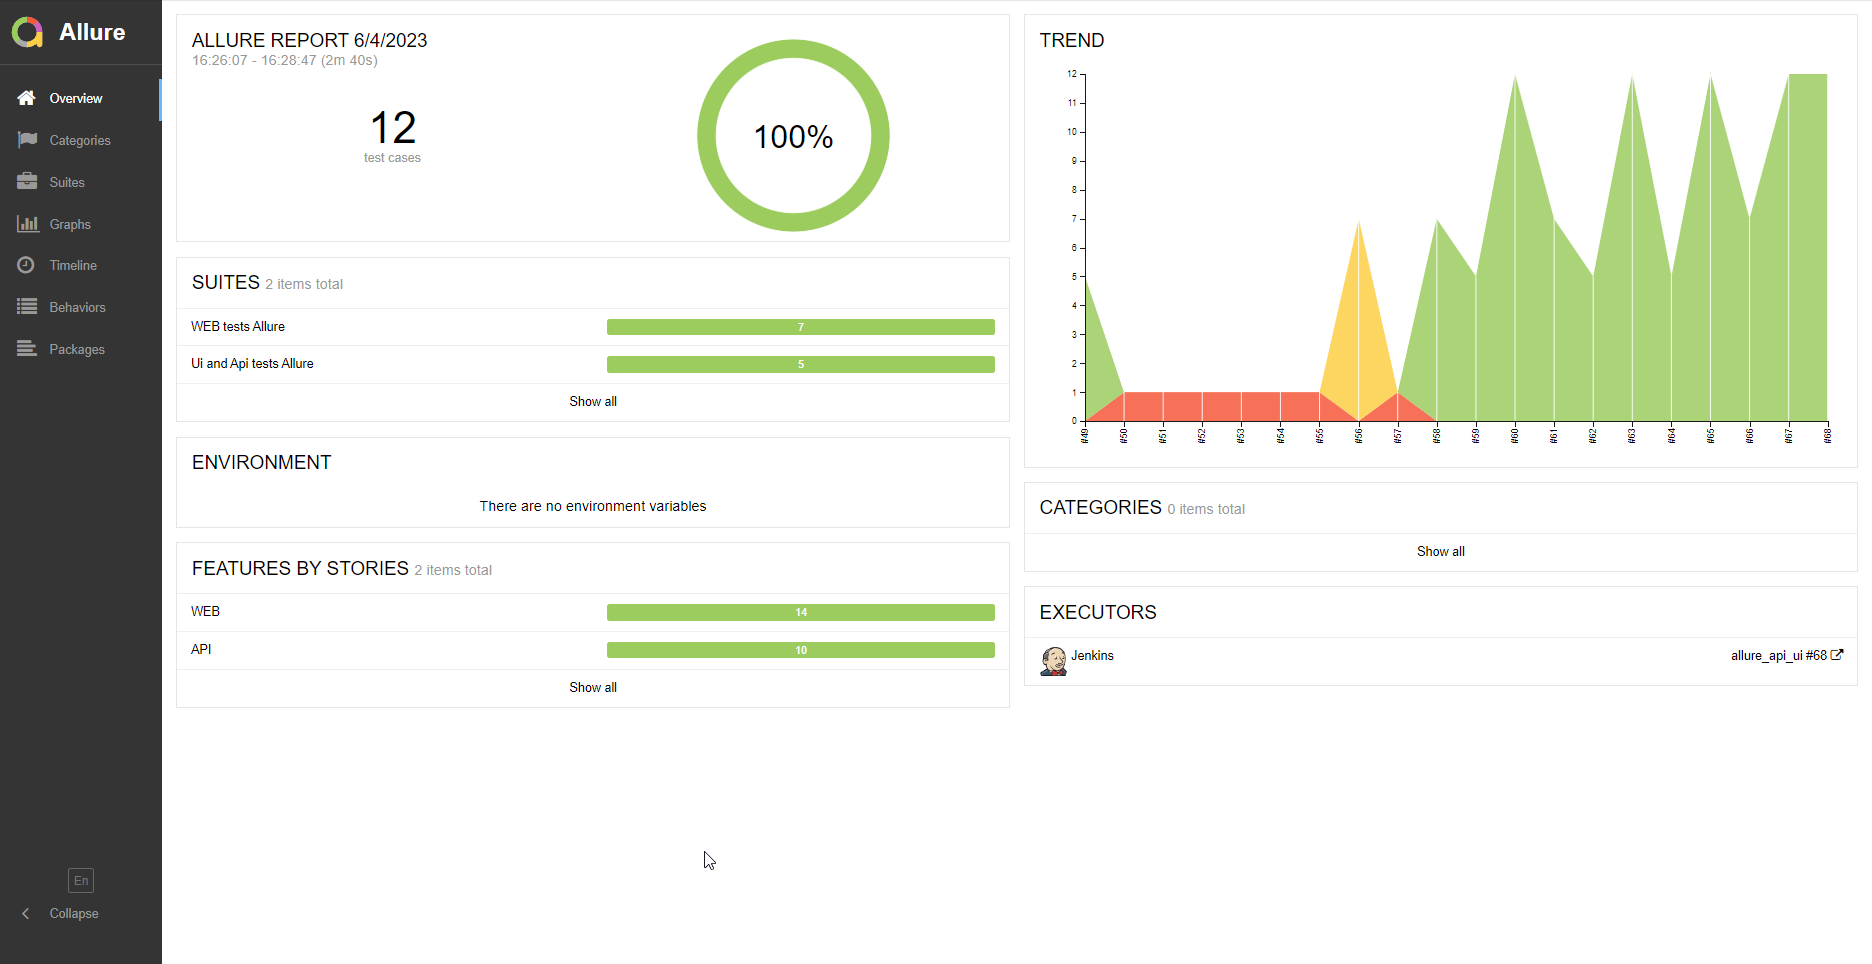 Allure
Overview
Categories
Suites
Graphs
Timeline
Behaviors
Packages
En
Collapse
ALLURE REPORT 6/4/2023
16:26:07 - 16:28:47 (2m 40s)
12
test cases
100%
SUITES 2 items total
WEB tests Allure 7
Ui and Api tests Allure 5
Show all
ENVIRONMENT
There are no environment variables
FEATURES BY STORIES 2 items total
WEB 14
API 10
Show all
TREND
12
11
10
9
8
7
6
5
4
3
2
1
0
#49 #50 #51 #52 #53 #54 #55 #56 #57 #58 #59 #60 #61 #62 #63 #64 #65 #66 #67 #68
CATEGORIES 0 items total
Show all
EXECUTORS
Jenkins allure_api_ui #68